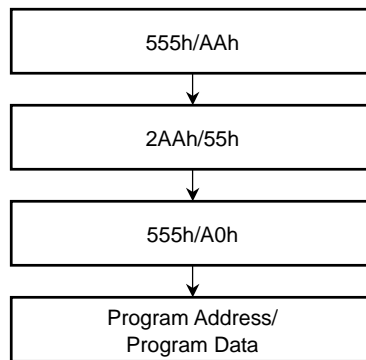 555h/AAh
2AAh/55h
555h/A0h
Program Address/
Program Data